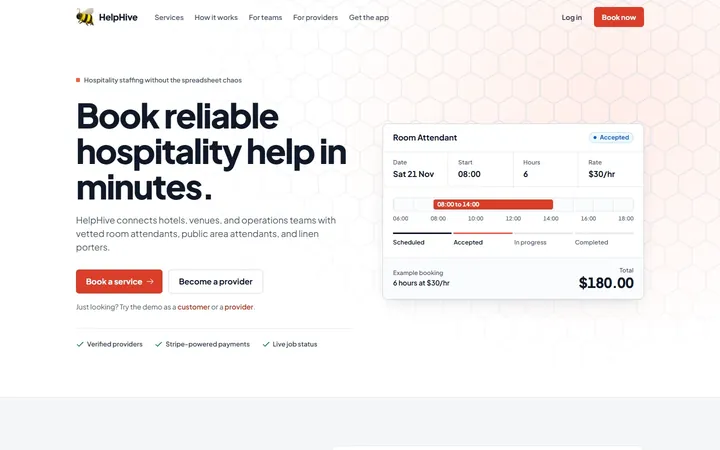 HelpHive
Services
How it works
For teams
For providers
Get the app
Log in
Book now
Hospitality staffing without the spreadsheet chaos
Book reliable
hospitality help in
minutes.
HelpHive connects hotels, venues, and operations teams with
vetted room attendants, public area attendants, and linen
porters.
Book a service →
Become a provider
Just looking? Try the demo as a customer or a provider
Verified providers
Stripe-powered payments
Live job status
Room Attendant
Accepted
Date
Start
Hours
Rate
Sat 21 Nov
08:00
6
$30/hr
08:00 to 14:00
06:00
08:00
10:00
12:00
14:00
16:00
18:00
Scheduled
Accepted
In progress
Completed
Example booking
6 hours at $30/hr
Total
$180.00